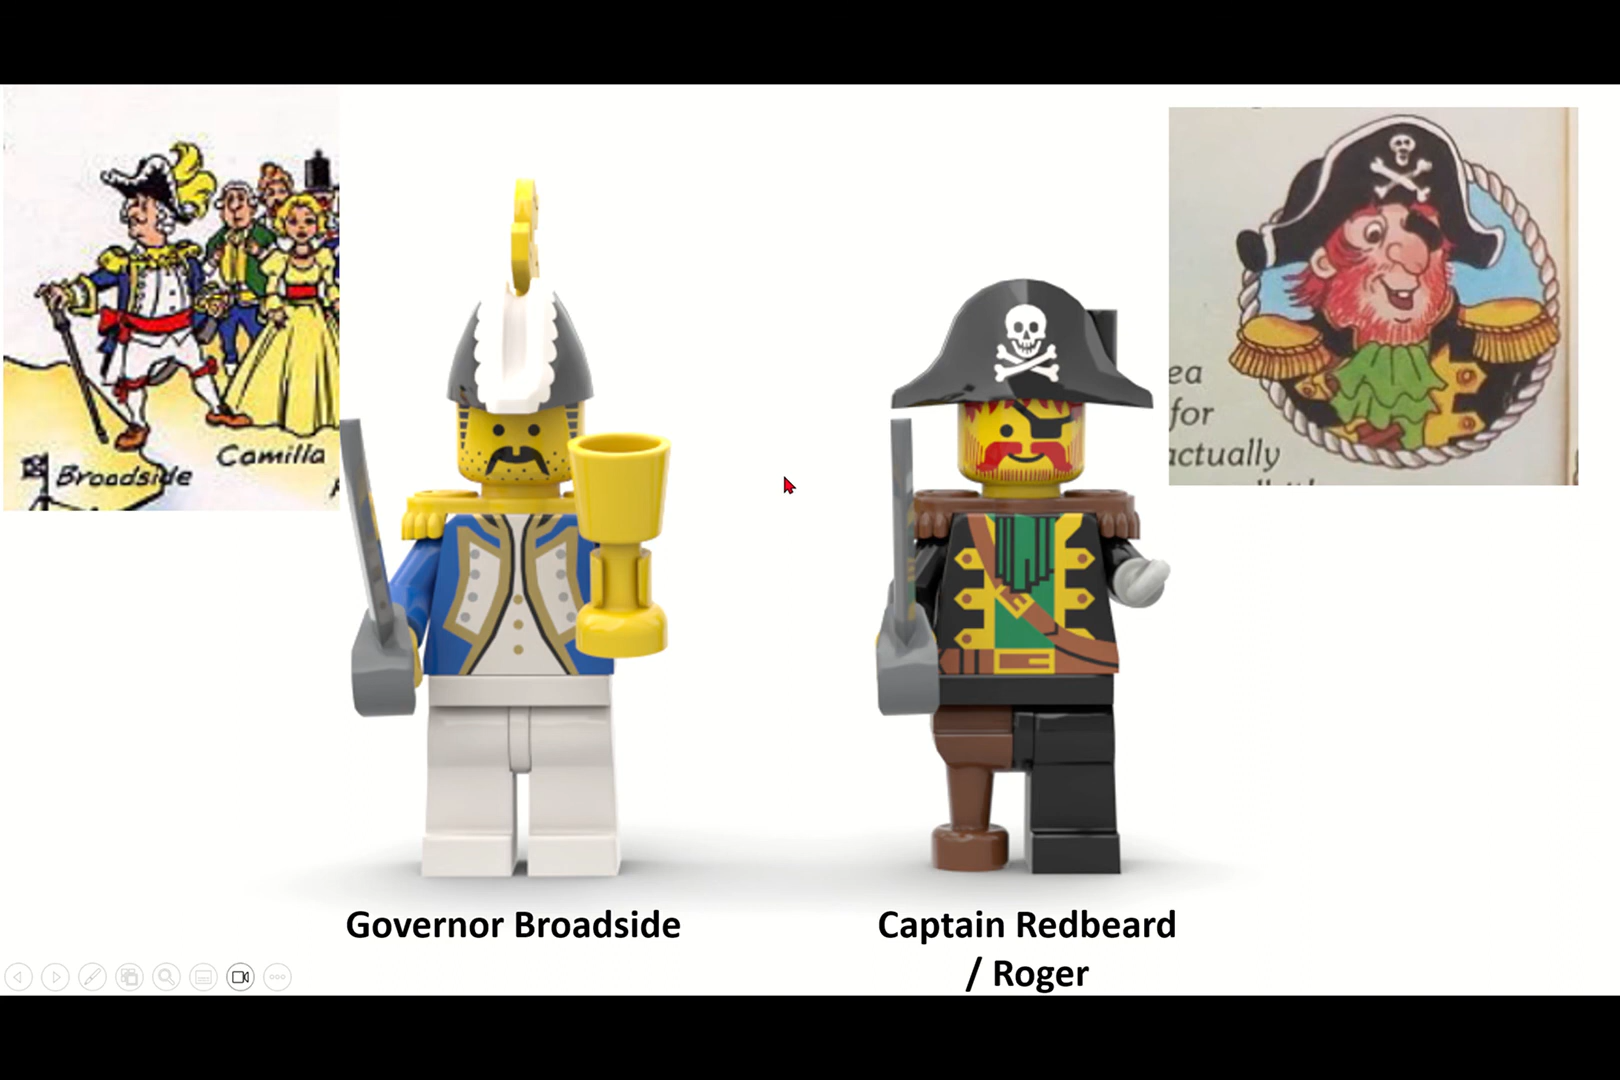 Broadside
Camilla
ea
for
actually
Governor Broadside
Captain Redbeard
/ Roger